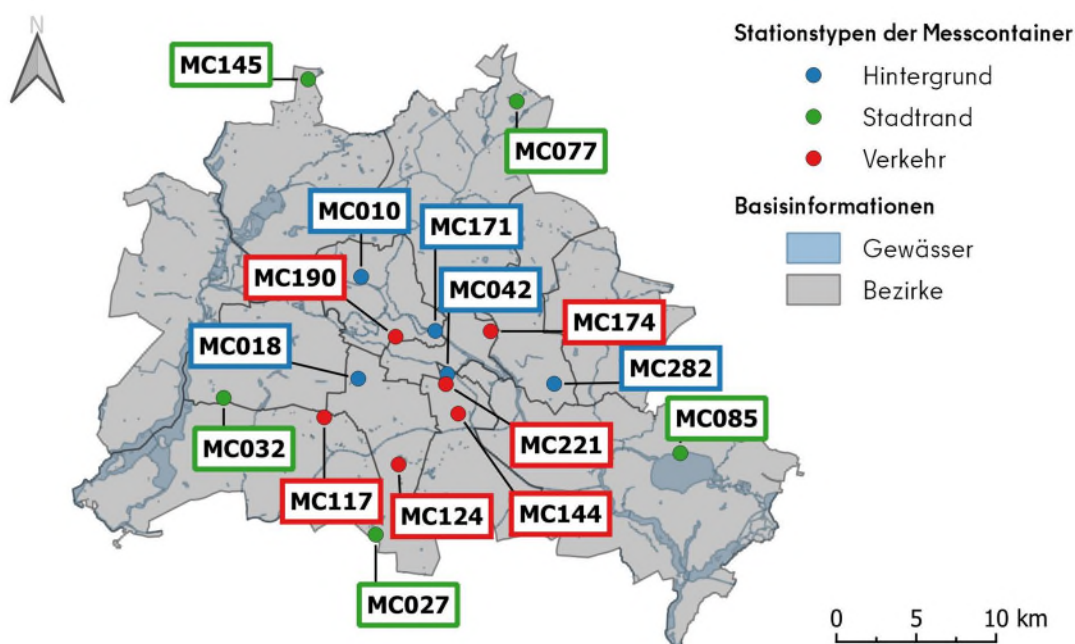 N
MC145
MC077
MC010
MC171
MC190
MC042
MC174
MC018
MC282
MC085
MC032
MC221
MC117
MC124
MC144
MC027
Stationstypen der Messcontainer
Hintergrund
Stadtrand
Verkehr
Basisinformationen
Gewässer
Bezirke
0 5 10 km